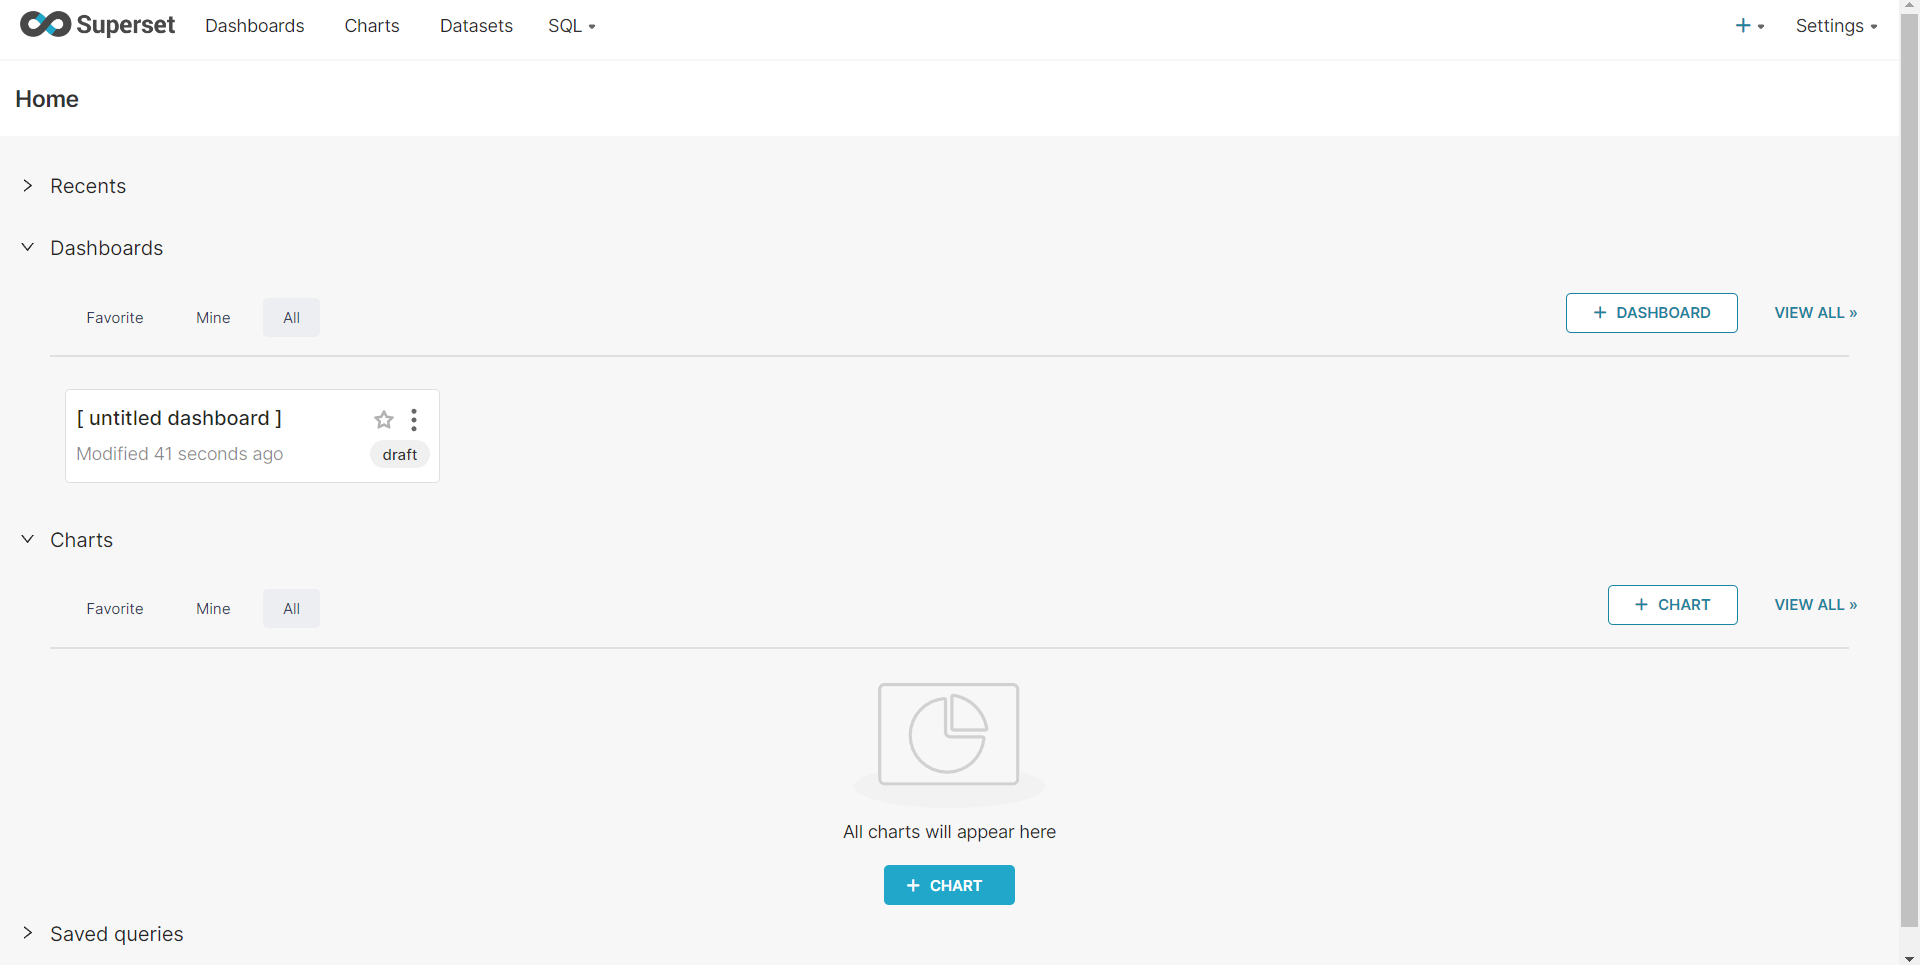 Superset Dashboards Charts Datasets SQL + Settings
Home
Recents
Dashboards
Favorite Mine All + DASHBOARD VIEW ALL »
[ untitled dashboard ]
Modified 41 seconds ago draft
Charts
Favorite Mine All + CHART VIEW ALL »
All charts will appear here
+ CHART
Saved queries